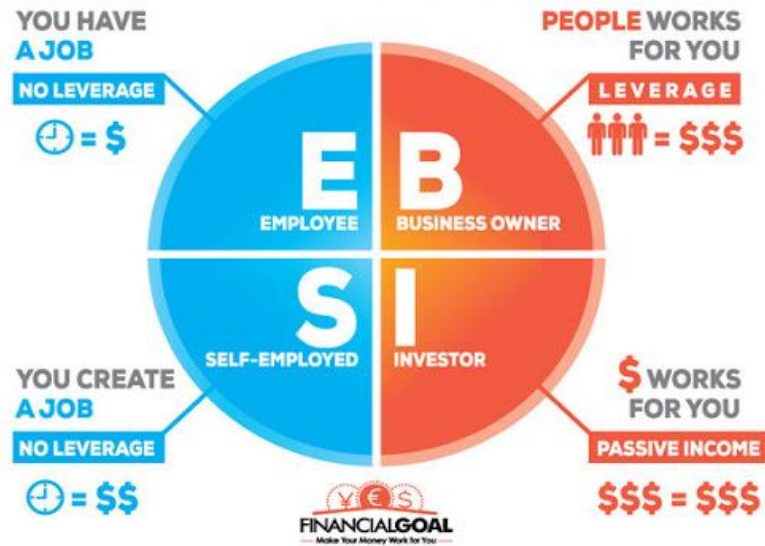 YOU HAVE
A JOB
NO LEVERAGE
= $
PEOPLE WORKS
FOR YOU
LEVERAGE
= $$$
E
EMPLOYEE
B
BUSINESS OWNER
S
SELF-EMPLOYED
I
INVESTOR
YOU CREATE
A JOB
NO LEVERAGE
= $$
$ WORKS
FOR YOU
PASSIVE INCOME
$$$ = $$$
¥ € $
FINANCIALGOAL
Make Your Money Work for You